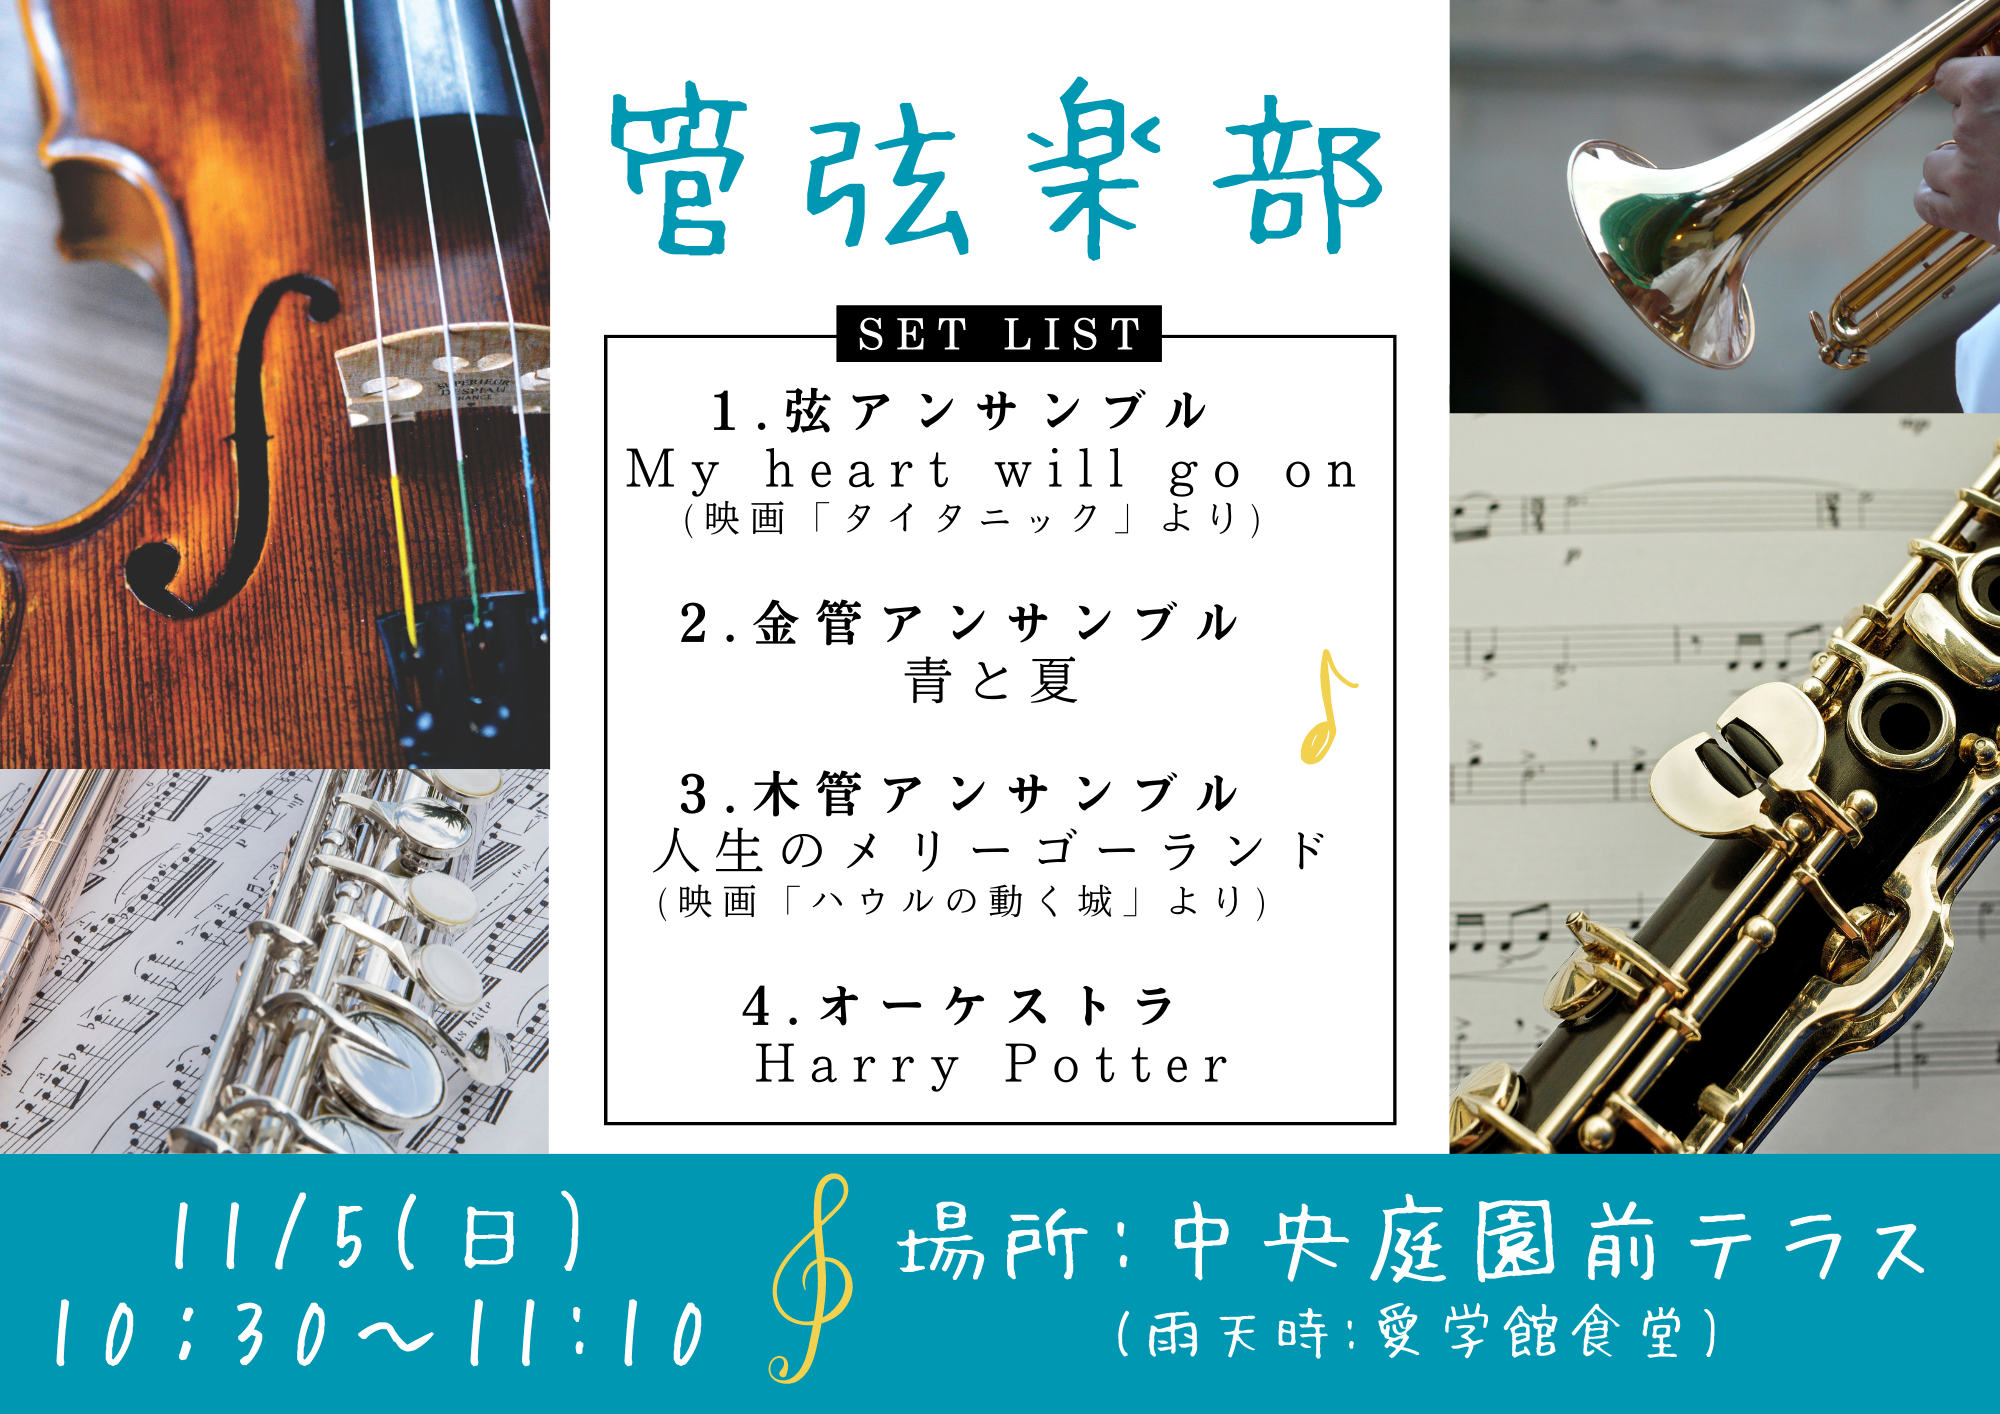 管弦楽部
SET LIST
1.弦アンサンブル
My heart will go on
(映画「タイタニック」より)
2.金管アンサンブル
青と夏
3.木管アンサンブル
人生のメリーゴーランド
(映画「ハウルの動く城」より)
4.オーケストラ
Harry Potter
11/5(日)
10:30~11:10
場所:中央庭園前テラス
(雨天時:愛学館食堂)